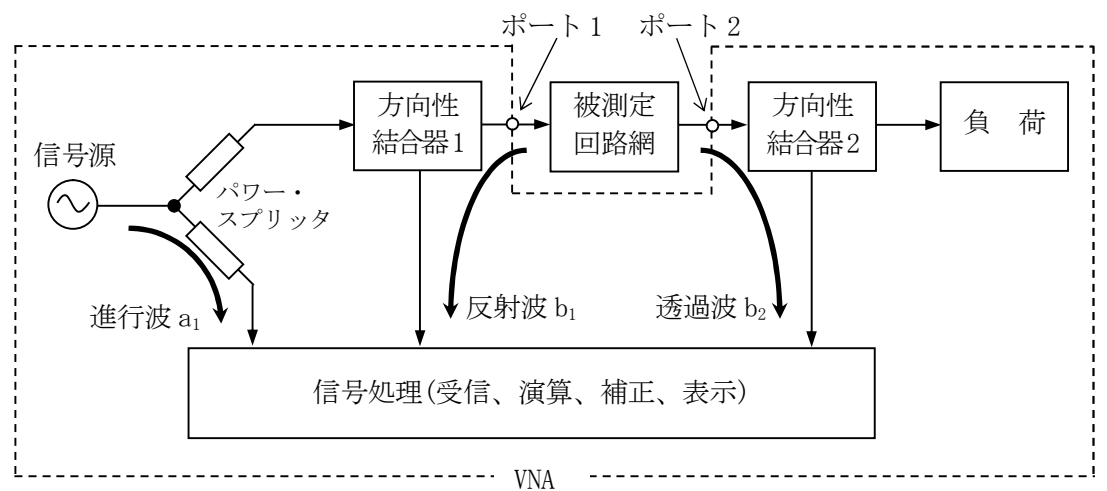 ポート1
ポート2
方向性
結合器1
被測定
回路網
方向性
結合器2
負 荷
信号源
パワー・
スプリッタ
進行波 a₁
反射波 b₁
透過波 b₂
信号処理(受信、演算、補正、表示)
VNA